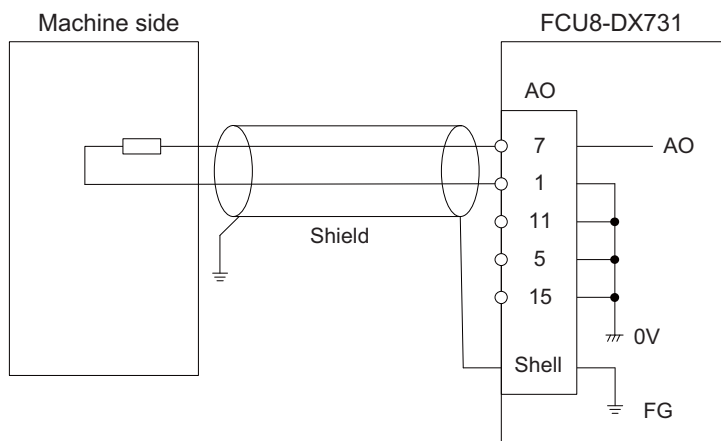 Machine side
FCU8-DX731
AO
7
AO
1
11
Shield
5
15
0V
Shell
FG